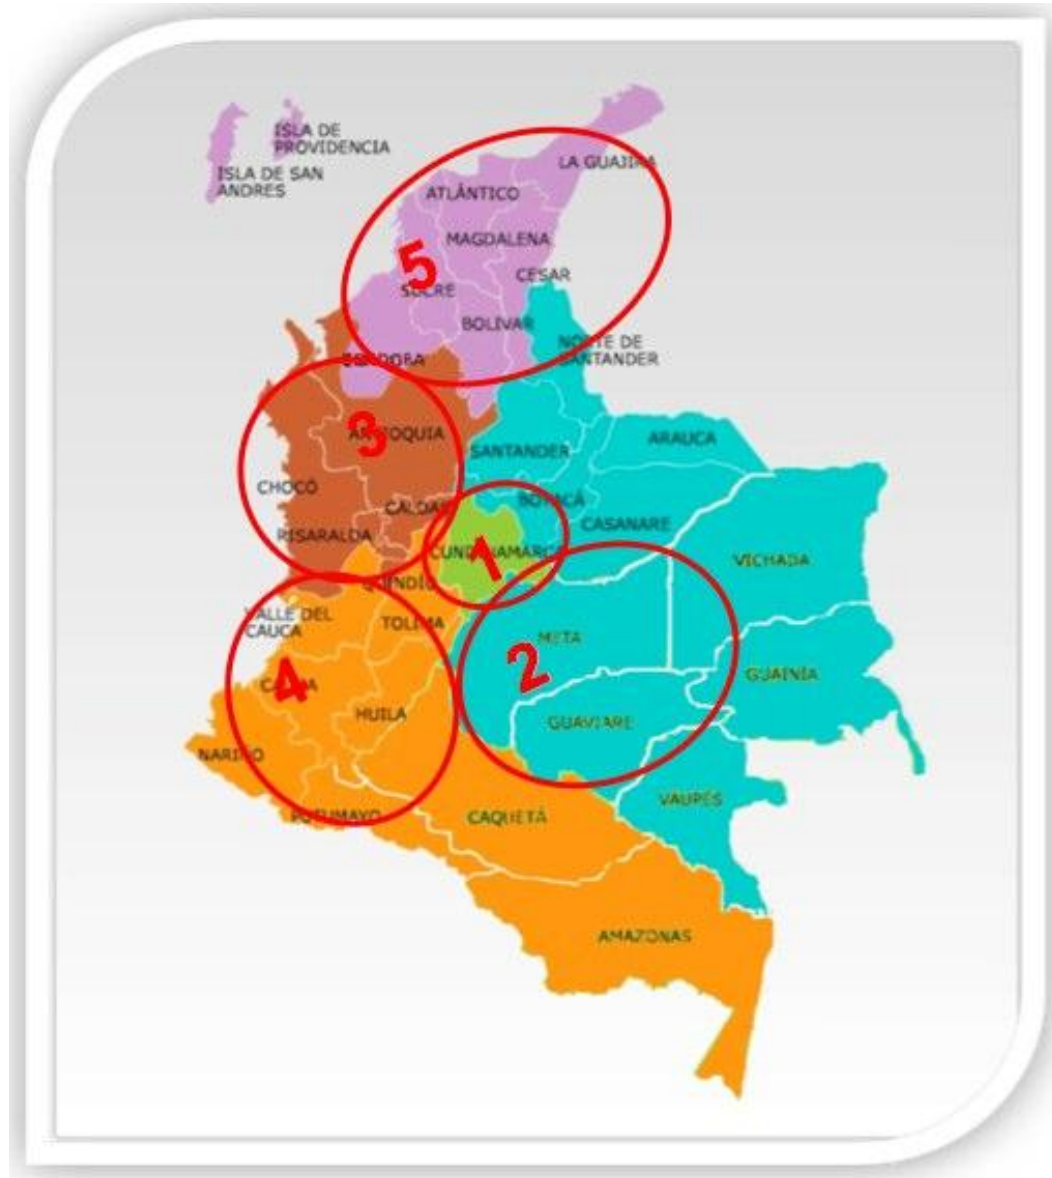 ISLA DE
PROVIDENCIA
ISLA DE SAN
ANDRES
LA GUAJIRA
ATLÁNTICO
MAGDALENA
5
CESAR
SUCRE
BOLIVAR
NORTE DE
SANTANDER
CORDOBA
3
ANTIOQUIA
ARAUCA
SANTANDER
CHOCÓ
BOYACÁ
CALDAS
CASANARE
RISARALDA
CUNDINAMARCA
1
VICHADA
QUINDÍO
VALLE DEL
CAUCA
TOLIMA
META
2
GUAINÍA
4
CAUCA
HUILA
GUAVIARE
NARIÑO
VAUPÉS
PUTUMAYO
CAQUETÁ
AMAZONAS